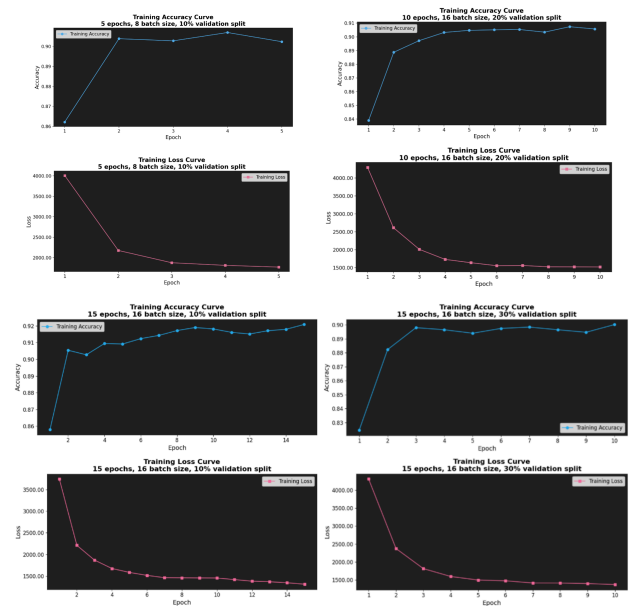 Training Accuracy Curve
5 epochs, 8 batch size, 10% validation split
Training Accuracy
0.90
0.89
0.88
0.87
0.86
Accuracy
1 2 3 4 5
Epoch
Training Accuracy Curve
10 epochs, 16 batch size, 20% validation split
Training Accuracy
0.91
0.90
0.89
0.88
0.87
0.86
0.85
0.84
Accuracy
1 2 3 4 5 6 7 8 9 10
Epoch
Training Loss Curve
5 epochs, 8 batch size, 10% validation split
Training Loss
4000.00
3500.00
3000.00
2500.00
2000.00
Loss
1 2 3 4 5
Epoch
Training Loss Curve
10 epochs, 16 batch size, 20% validation split
Training Loss
4000.00
3500.00
3000.00
2500.00
2000.00
1500.00
Loss
1 2 3 4 5 6 7 8 9 10
Epoch
Training Accuracy Curve
15 epochs, 16 batch size, 10% validation split
Training Accuracy
0.92
0.91
0.90
0.89
0.88
0.87
0.86
Accuracy
2 4 6 8 10 12 14
Epoch
Training Accuracy Curve
15 epochs, 16 batch size, 30% validation split
Training Accuracy
0.90
0.89
0.88
0.87
0.86
0.85
0.84
0.83
Accuracy
1 2 3 4 5 6 7 8 9 10
Epoch
Training Loss Curve
15 epochs, 16 batch size, 10% validation split
Training Loss
3500.00
3000.00
2500.00
2000.00
1500.00
Loss
2 4 6 8 10 12 14
Epoch
Training Loss Curve
15 epochs, 16 batch size, 30% validation split
Training Loss
4000.00
3500.00
3000.00
2500.00
2000.00
1500.00
Loss
1 2 3 4 5 6 7 8 9 10
Epoch